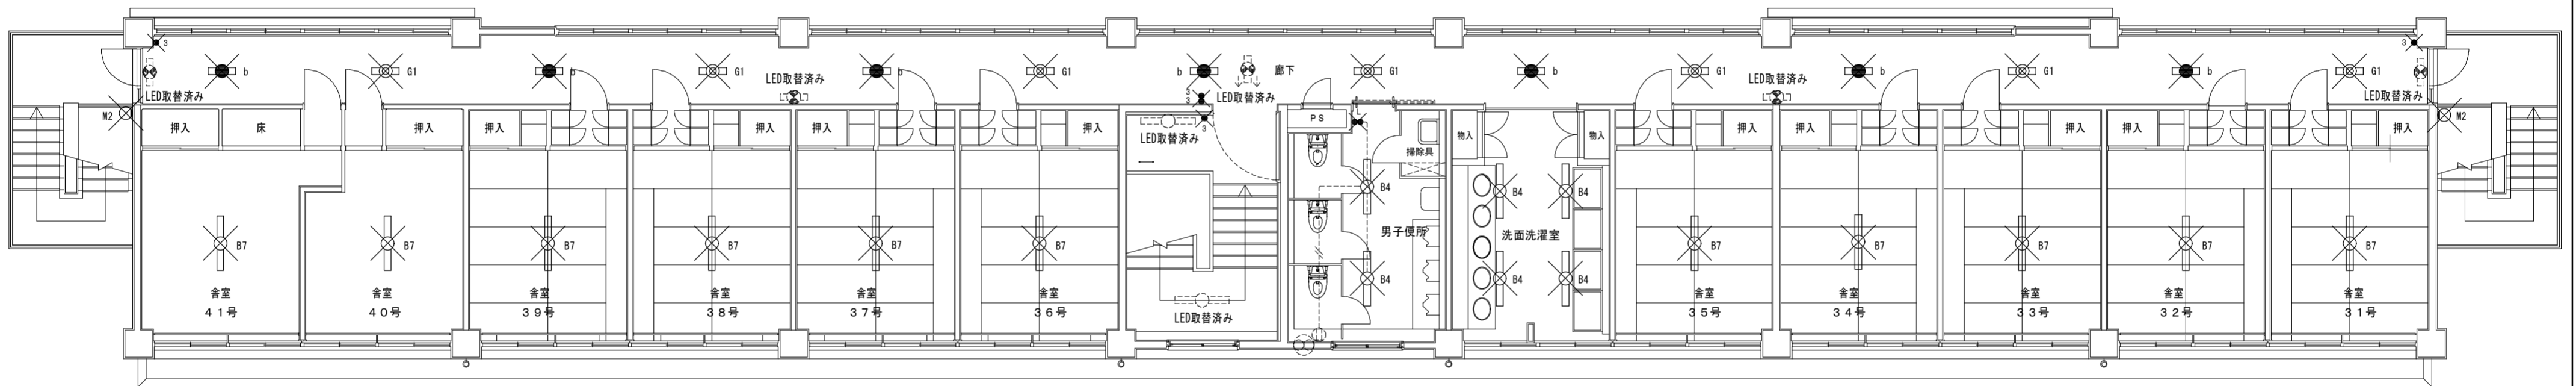 3
b
G1
b
G1
b
G1
b
廊下
G1
b
G1
b
G1
b
G1
3
LED取替済み
LED取替済み
LED取替済み
LED取替済み
LED取替済み
M2
押入
床
押入
押入
押入
押入
押入
3
3
3
LED取替済み
PS
掃除具
物入
物入
押入
押入
押入
押入
押入
M2
B4
B4
B4
男子便所
洗面洗濯室
B7
B7
B7
B7
B7
B7
B4
B4
B4
B7
B7
B7
B7
B7
舎室
41号
舎室
40号
舎室
39号
舎室
38号
舎室
37号
舎室
36号
LED取替済み
舎室
35号
舎室
34号
舎室
33号
舎室
32号
舎室
31号